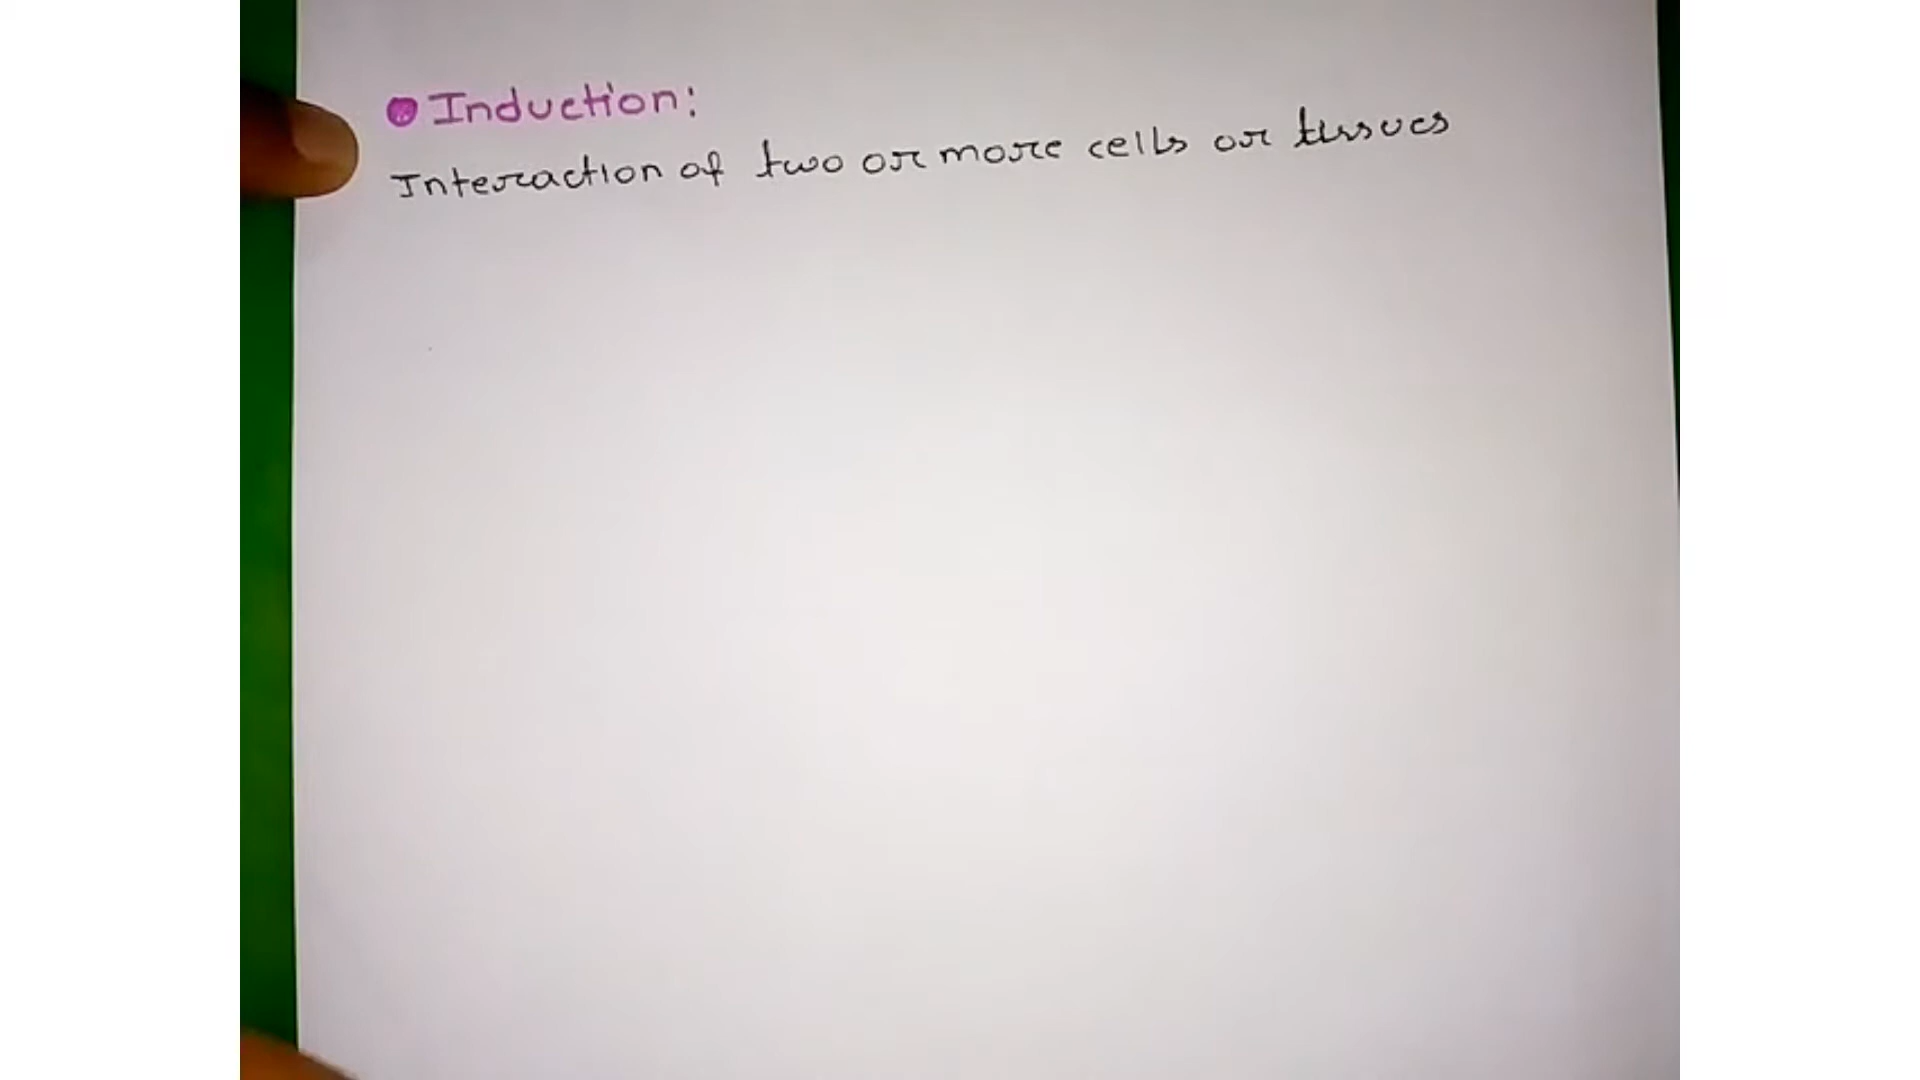 Induction:
Interaction of two or more cells or tissues